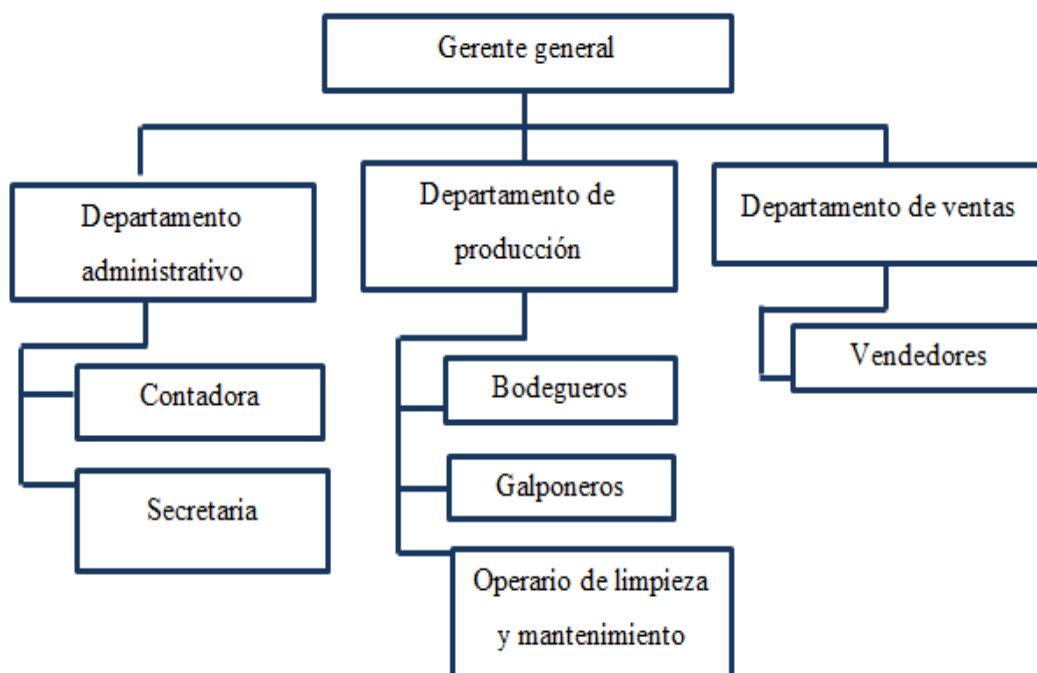 Gerente general
Departamento
administrativo
Departamento de
producción
Departamento de ventas
Contadora
Secretaria
Bodegueros
Galponeros
Operario de limpieza
y mantenimiento
Vendedores